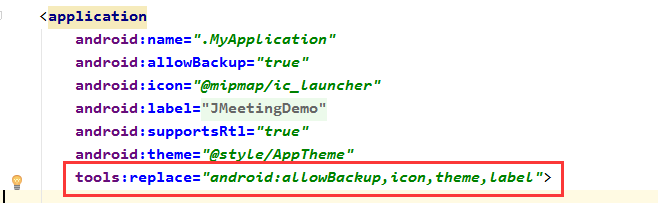 <application
android:name=".MyApplication"
android:allowBackup="true"
android:icon="@mipmap/ic_launcher"
android:label="JMeetingDemo"
android:supportsRtl="true"
android:theme="@style/AppTheme"
tools:replace="android:allowBackup,icon,theme,label">